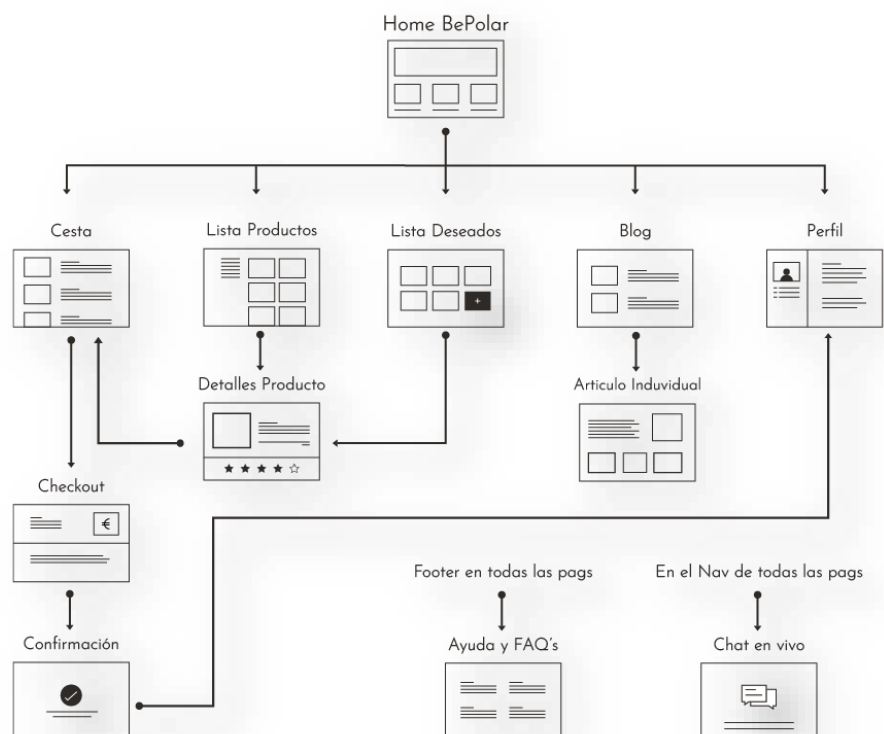 Home BePolar
Cesta
Lista Productos
Lista Deseados
Blog
Perfil
Detalles Producto
Articulo Induvidual
Checkout
€
Footer en todas las pags
En el Nav de todas las pags
Confirmación
Ayuda y FAQ's
Chat en vivo